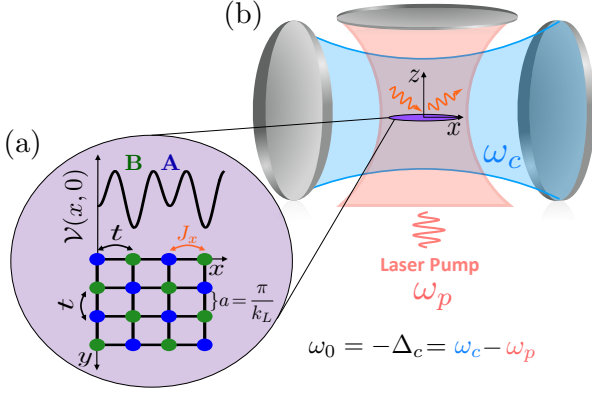 (b)
z
x
ω_c
(a)
B A
𝒱(x, 0)
t J_x
x
t
}a = π/k_L
y
Laser Pump
ω_p
ω_0 = −Δ_c = ω_c − ω_p